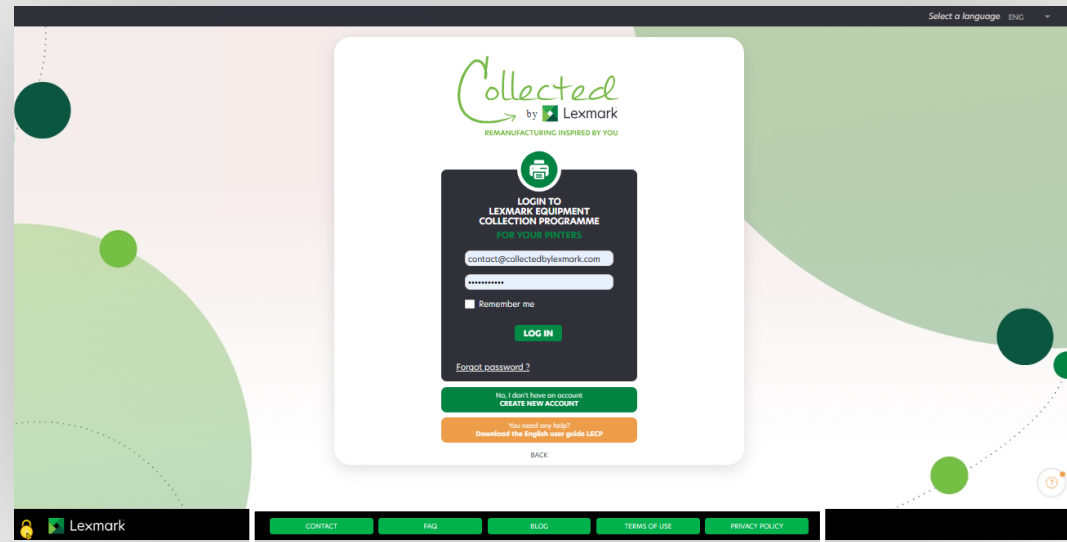 Select a language ENG
Collected
by Lexmark
REMANUFACTURING INSPIRED BY YOU
LOGIN TO
LEXMARK EQUIPMENT
COLLECTION PROGRAMME
FOR YOUR PINTERS
contact@collectedbylexmark.com
•••••••••••
Remember me
LOG IN
Forgot password ?
No, I don't have an account
CREATE NEW ACCOUNT
You need any help?
Download the English user guide LECP
BACK
?
Lexmark
CONTACT FAQ BLOG TERMS OF USE PRIVACY POLICY